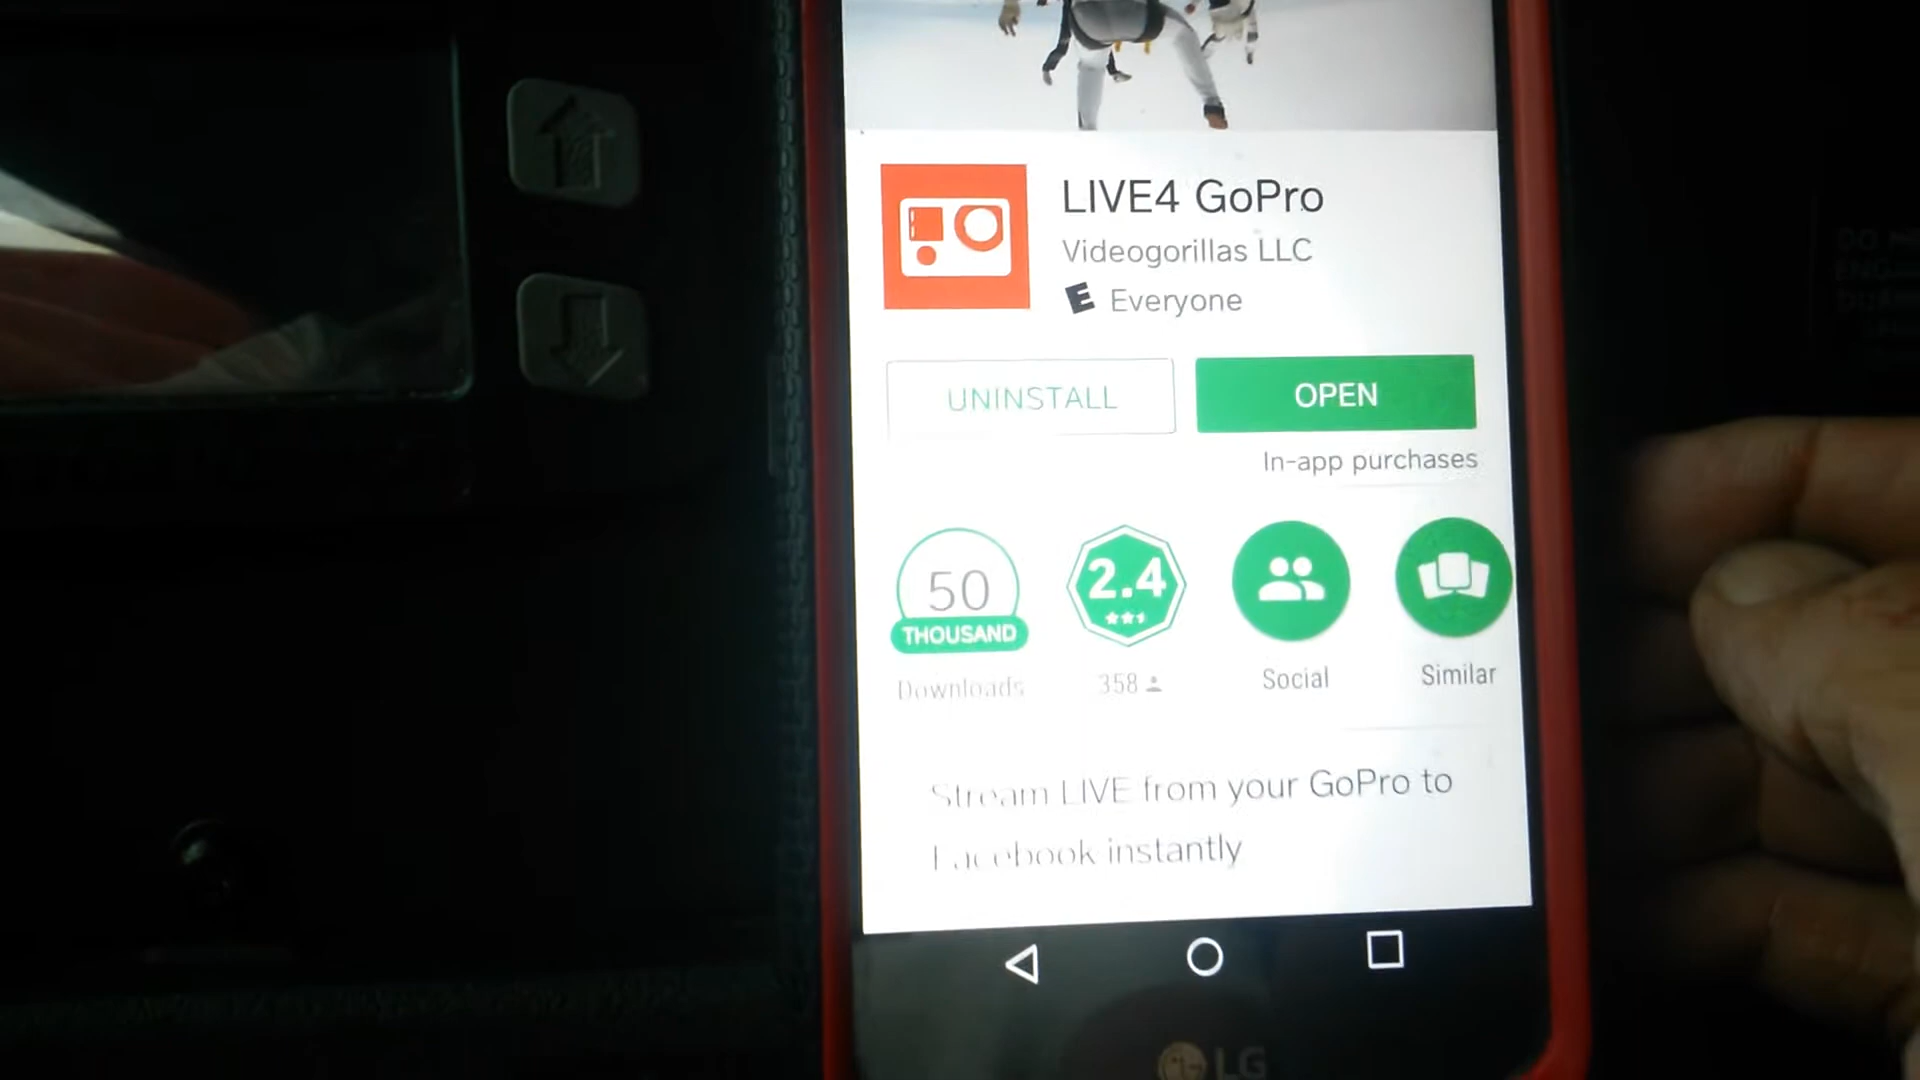 LIVE4 GoPro
Videogorillas LLC
E Everyone
UNINSTALL
OPEN
In-app purchases
50
THOUSAND
2.4
Downloads
358
Social
Similar
Stream LIVE from your GoPro to
Facebook instantly
LG